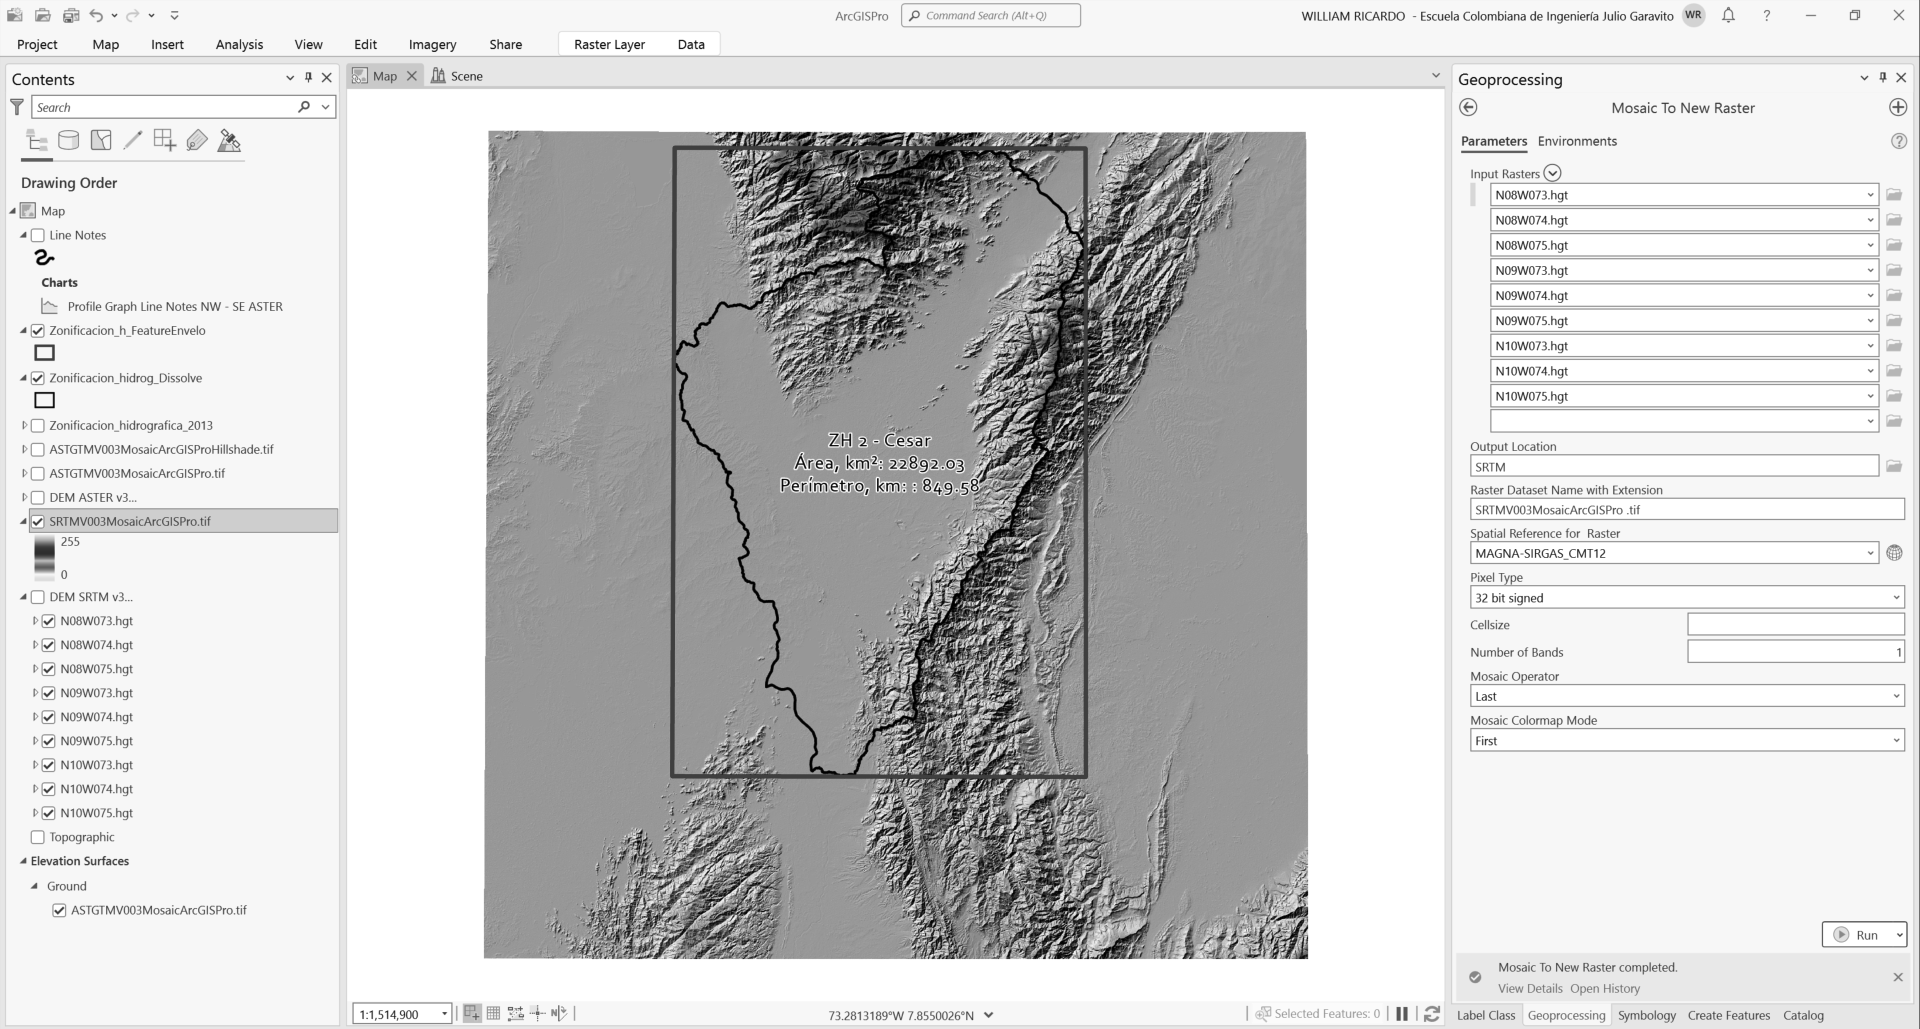 ArcGISPro
Command Search (Alt+Q)
WILLIAM RICARDO - Escuela Colombiana de Ingeniería Julio Garavito
WR
?
Project Map Insert Analysis View Edit Imagery Share Raster Layer Data
Contents
Search
Drawing Order
Map
Line Notes
Charts
Profile Graph Line Notes NW - SE ASTER
Zonificacion_h_FeatureEnvelo
Zonificacion_hidrog_Dissolve
Zonificacion_hidrografica_2013
ASTGTMV003MosaicArcGISProHillshade.tif
ASTGTMV003MosaicArcGISPro.tif
DEM ASTER v3...
SRTMV003MosaicArcGISPro.tif
255
0
DEM SRTM v3...
N08W073.hgt
N08W074.hgt
N08W075.hgt
N09W073.hgt
N09W074.hgt
N09W075.hgt
N10W073.hgt
N10W074.hgt
N10W075.hgt
Topographic
Elevation Surfaces
Ground
ASTGTMV003MosaicArcGISPro.tif
Map
Scene
ZH 2 - Cesar
Área, km²: 22892.03
Perímetro, km: : 849.58
1:1,514,900
73.2813189°W 7.8550026°N
Selected Features: 0
Geoprocessing
Mosaic To New Raster
Parameters Environments
?
Input Rasters
N08W073.hgt
N08W074.hgt
N08W075.hgt
N09W073.hgt
N09W074.hgt
N09W075.hgt
N10W073.hgt
N10W074.hgt
N10W075.hgt
Output Location
SRTM
Raster Dataset Name with Extension
SRTMV003MosaicArcGISPro .tif
Spatial Reference for Raster
MAGNA-SIRGAS_CMT12
Pixel Type
32 bit signed
Cellsize
Number of Bands
1
Mosaic Operator
Last
Mosaic Colormap Mode
First
Run
Mosaic To New Raster completed.
View Details Open History
Label Class Geoprocessing Symbology Create Features Catalog